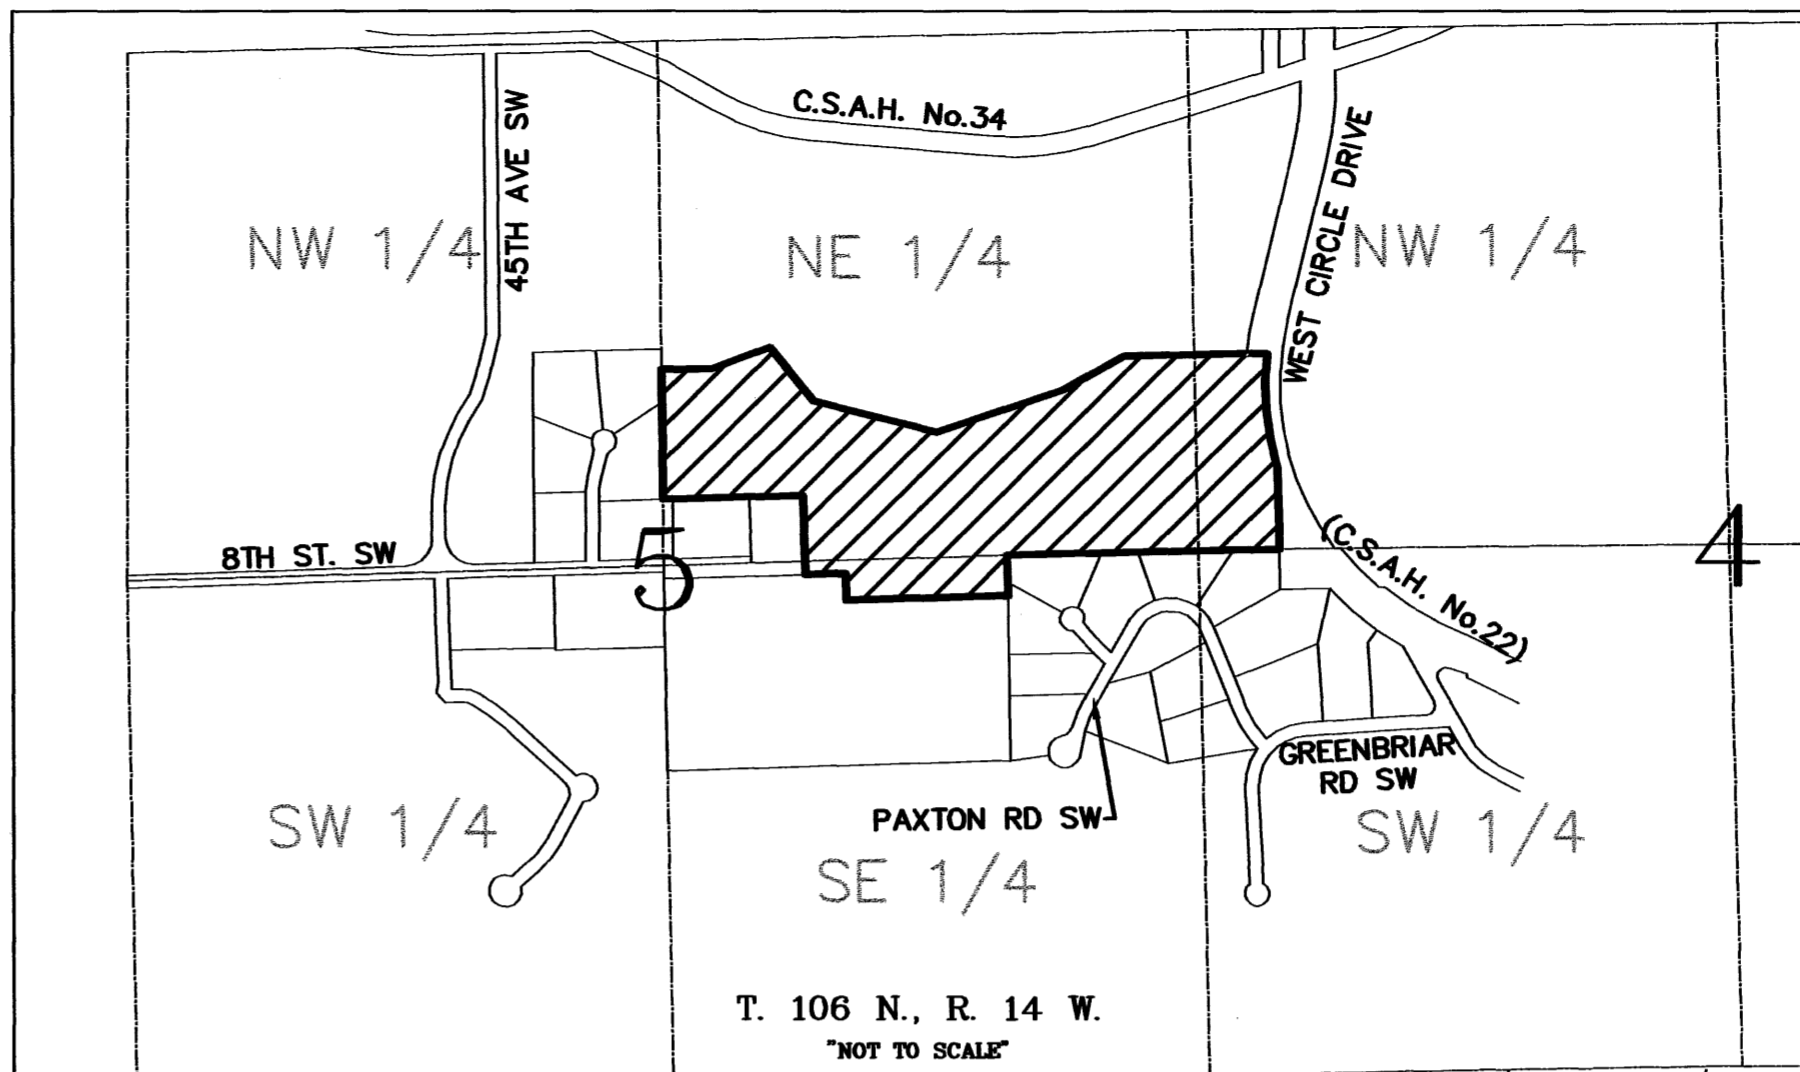 C.S.A.H. No.34
45TH AVE SW
WEST CIRCLE DRIVE
NW 1/4
NE 1/4
NW 1/4
8TH ST. SW
5
(C.S.A.H. No.22)
4
GREENBRIAR
RD SW
PAXTON RD SW
SW 1/4
SE 1/4
SW 1/4
T. 106 N., R. 14 W.
"NOT TO SCALE"